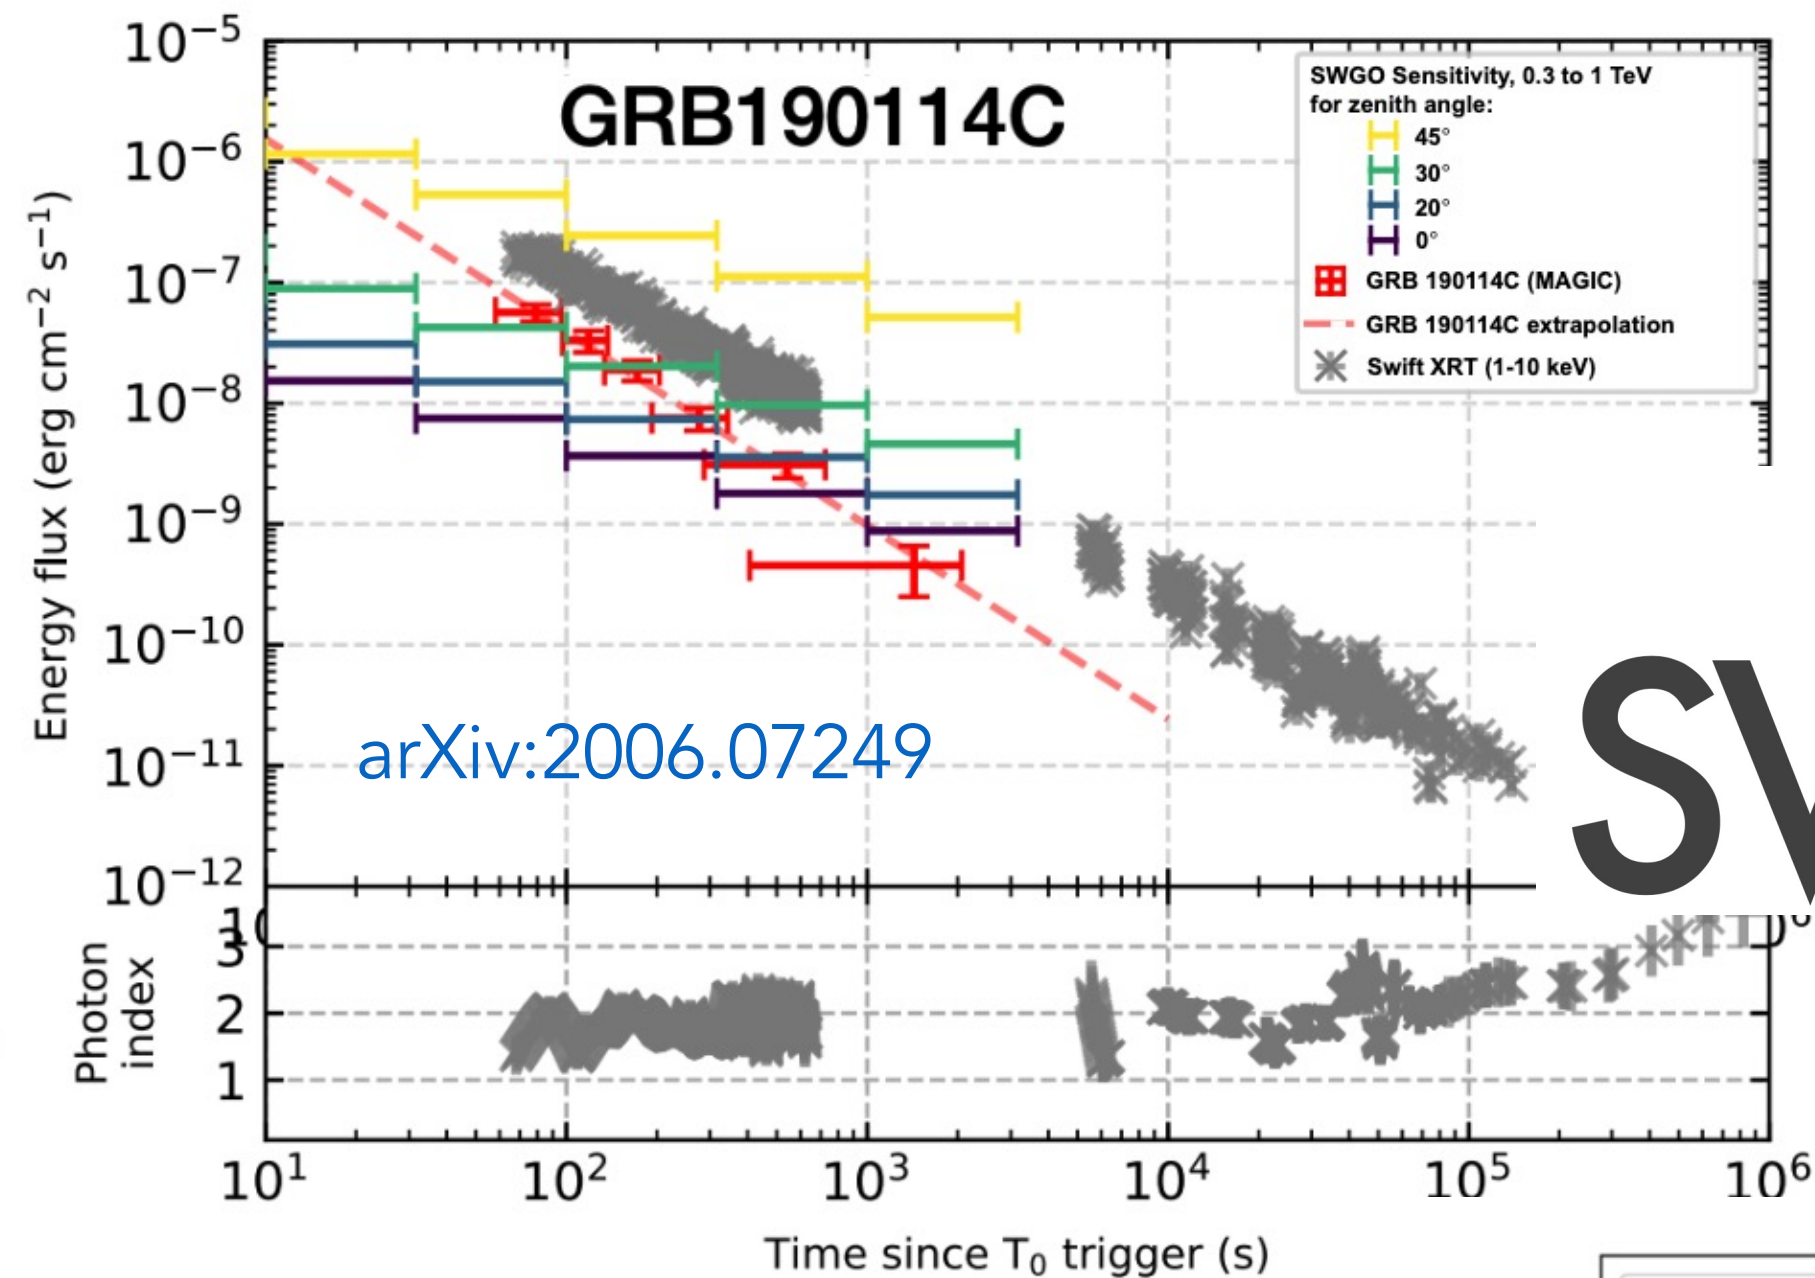 10⁻⁵
10⁻⁶
10⁻⁷
10⁻⁸
10⁻⁹
10⁻¹⁰
10⁻¹¹
10⁻¹²
Energy flux (erg cm⁻² s⁻¹)
GRB190114C
SWGO Sensitivity, 0.3 to 1 TeV
for zenith angle:
45°
30°
20°
0°
GRB 190114C (MAGIC)
GRB 190114C extrapolation
Swift XRT (1-10 keV)
arXiv:2006.07249
Photon
index
3
2
1
10¹ 10² 10³ 10⁴ 10⁵ 10⁶
Time since T₀ trigger (s)